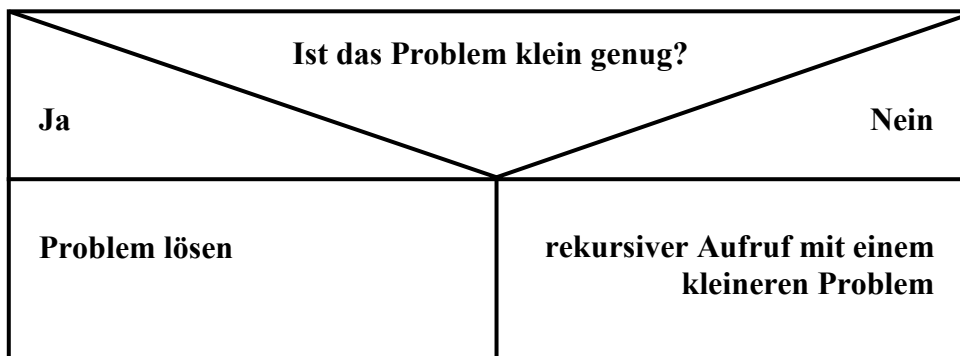 Ist das Problem klein genug?
Ja
Nein
Problem lösen
rekursiver Aufruf mit einem
kleineren Problem